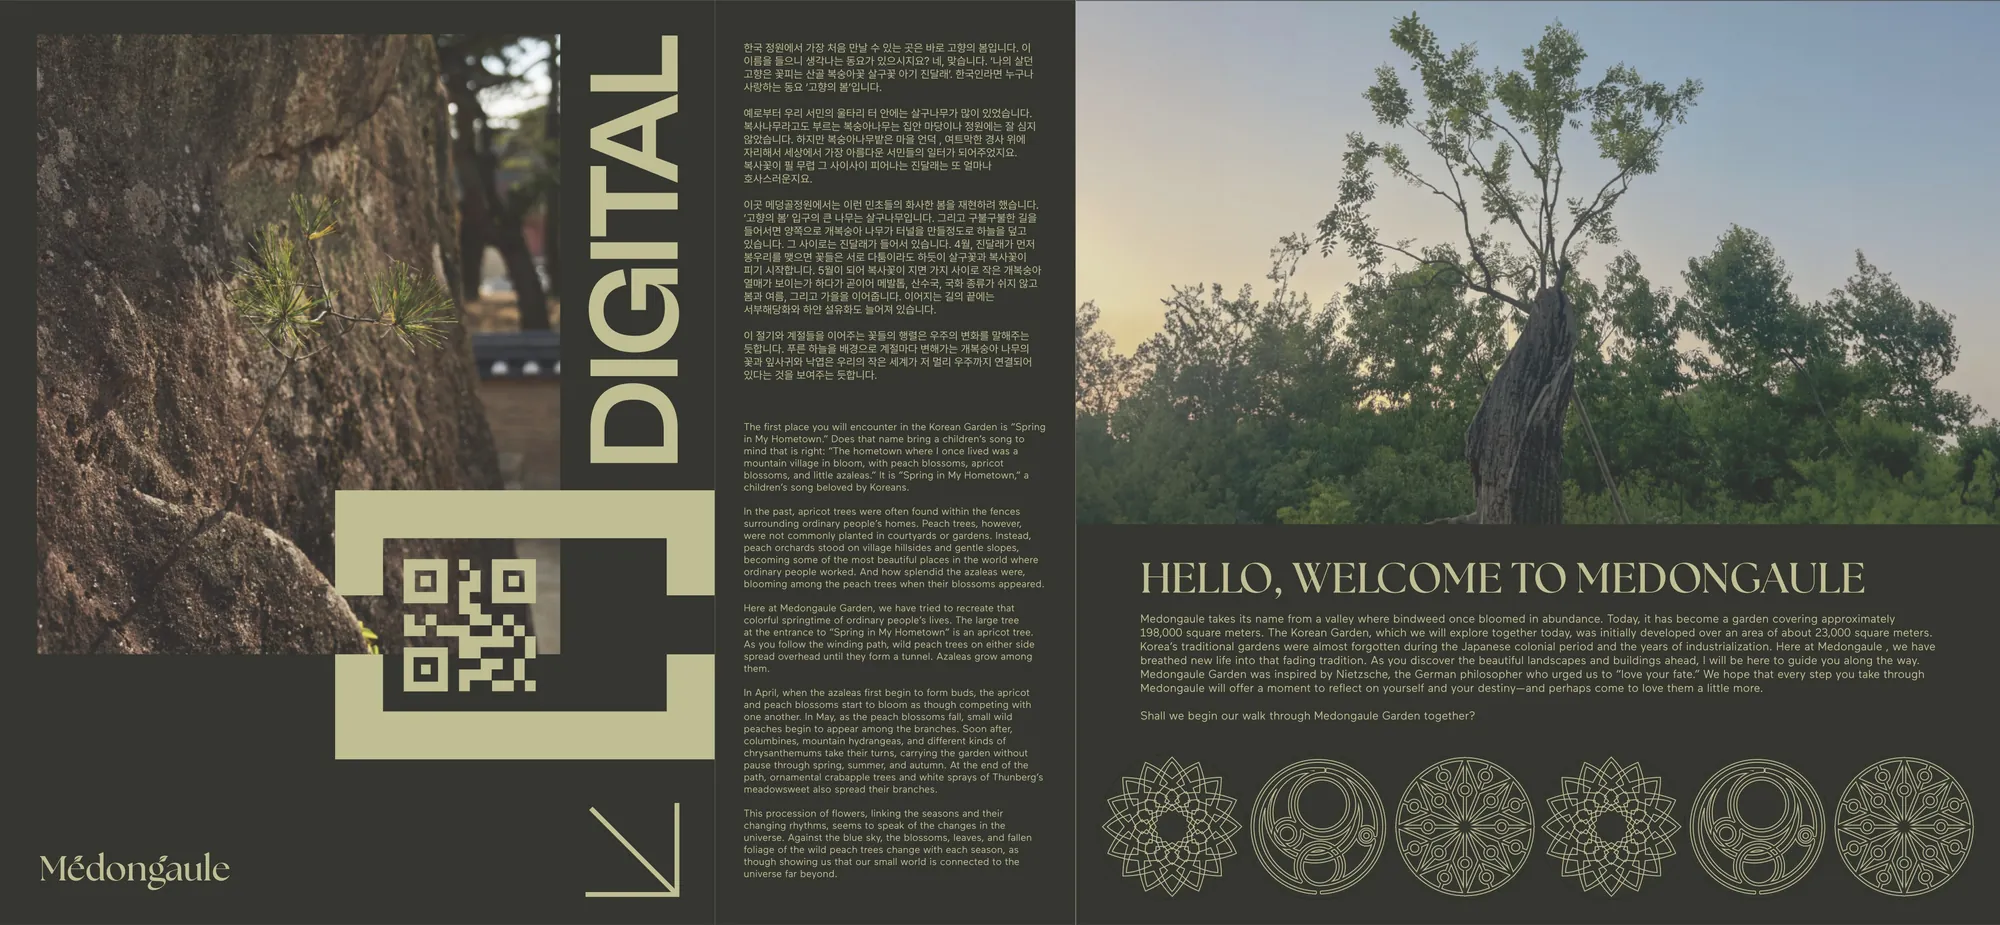 DIGITAL
Médongaule
한국 정원에서 가장 처음 만날 수 있는 곳은 바로 고향의 봄입니다. 이
이름을 들으니 생각나는 동요가 있으시지요? 네, 맞습니다. '나의 살던
고향은 꽃피는 산골 복숭아꽃 살구꽃 아기 진달래'. 한국인라면 누구나
사랑하는 동요 '고향의 봄'입니다.
예로부터 우리 서민의 울타리 터 안에는 살구나무가 많이 있었습니다.
복사나무라고도 부르는 복숭아나무는 집안 마당이나 정원에는 잘 심지
않았습니다. 하지만 복숭아나무밭은 마을 언덕 , 여트막한 경사 위에
자리해서 세상에서 가장 아름다운 서민들의 일터가 되어주었지요.
복사꽃이 필 무렵 그 사이사이 피어나는 진달래는 또 얼마나
호사스러운지요.
이곳 메덩골정원에서는 이런 민초들의 화사한 봄을 재현하려 했습니다.
'고향의 봄' 입구의 큰 나무는 살구나무입니다. 그리고 구불구불한 길을
들어서면 양쪽으로 개복숭아 나무가 터널을 만들정도로 하늘을 덮고
있습니다. 그 사이로는 진달래가 들어서 있습니다. 4월, 진달래가 먼저
봉우리를 맺으면 꽃들은 서로 다툼이라도 하듯이 살구꽃과 복사꽃이
피기 시작합니다. 5월이 되어 복사꽃이 지면 가지 사이로 작은 개복숭아
열매가 보이는가 하다가 곧이어 메발톱, 산수국, 국화 종류가 쉬지 않고
봄과 여름, 그리고 가을을 이어줍니다. 이어지는 길의 끝에는
서부해당화와 하얀 설유화도 늘어져 있습니다.
이 절기와 계절들을 이어주는 꽃들의 행렬은 우주의 변화를 말해주는
듯합니다. 푸른 하늘을 배경으로 계절마다 변해가는 개복숭아 나무의
꽃과 잎사귀와 낙엽은 우리의 작은 세계가 저 멀리 우주까지 연결되어
있다는 것을 보여주는 듯합니다.
The first place you will encounter in the Korean Garden is “Spring
in My Hometown.” Does that name bring a children’s song to
mind that is right: “The hometown where I once lived was a
mountain village in bloom, with peach blossoms, apricot
blossoms, and little azaleas.” It is “Spring in My Hometown,” a
children’s song beloved by Koreans.
In the past, apricot trees were often found within the fences
surrounding ordinary people’s homes. Peach trees, however,
were not commonly planted in courtyards or gardens. Instead,
peach orchards stood on village hillsides and gentle slopes,
becoming some of the most beautiful places in the world where
ordinary people worked. And how splendid the azaleas were,
blooming among the peach trees when their blossoms appeared.
Here at Medongaule Garden, we have tried to recreate that
colorful springtime of ordinary people’s lives. The large tree
at the entrance to “Spring in My Hometown” is an apricot tree.
As you follow the winding path, wild peach trees on either side
spread overhead until they form a tunnel. Azaleas grow among
them.
In April, when the azaleas first begin to form buds, the apricot
and peach blossoms start to bloom as though competing with
one another. In May, as the peach blossoms fall, small wild
peaches begin to appear among the branches. Soon after,
columbines, mountain hydrangeas, and different kinds of
chrysanthemums take their turns, carrying the garden without
pause through spring, summer, and autumn. At the end of the
path, ornamental crabapple trees and white sprays of Thunberg’s
meadowsweet also spread their branches.
This procession of flowers, linking the seasons and their
changing rhythms, seems to speak of the changes in the
universe. Against the blue sky, the blossoms, leaves, and fallen
foliage of the wild peach trees change with each season, as
though showing us that our small world is connected to the
universe far beyond.
HELLO, WELCOME TO MEDONGAULE
Medongaule takes its name from a valley where bindweed once bloomed in abundance. Today, it has become a garden covering approximately
198,000 square meters. The Korean Garden, which we will explore together today, was initially developed over an area of about 23,000 square meters.
Korea’s traditional gardens were almost forgotten during the Japanese colonial period and the years of industrialization. Here at Medongaule , we have
breathed new life into that fading tradition. As you discover the beautiful landscapes and buildings ahead, I will be here to guide you along the way.
Medongaule Garden was inspired by Nietzsche, the German philosopher who urged us to “love your fate.” We hope that every step you take through
Medongaule will offer a moment to reflect on yourself and your destiny—and perhaps come to love them a little more.
Shall we begin our walk through Medongaule Garden together?